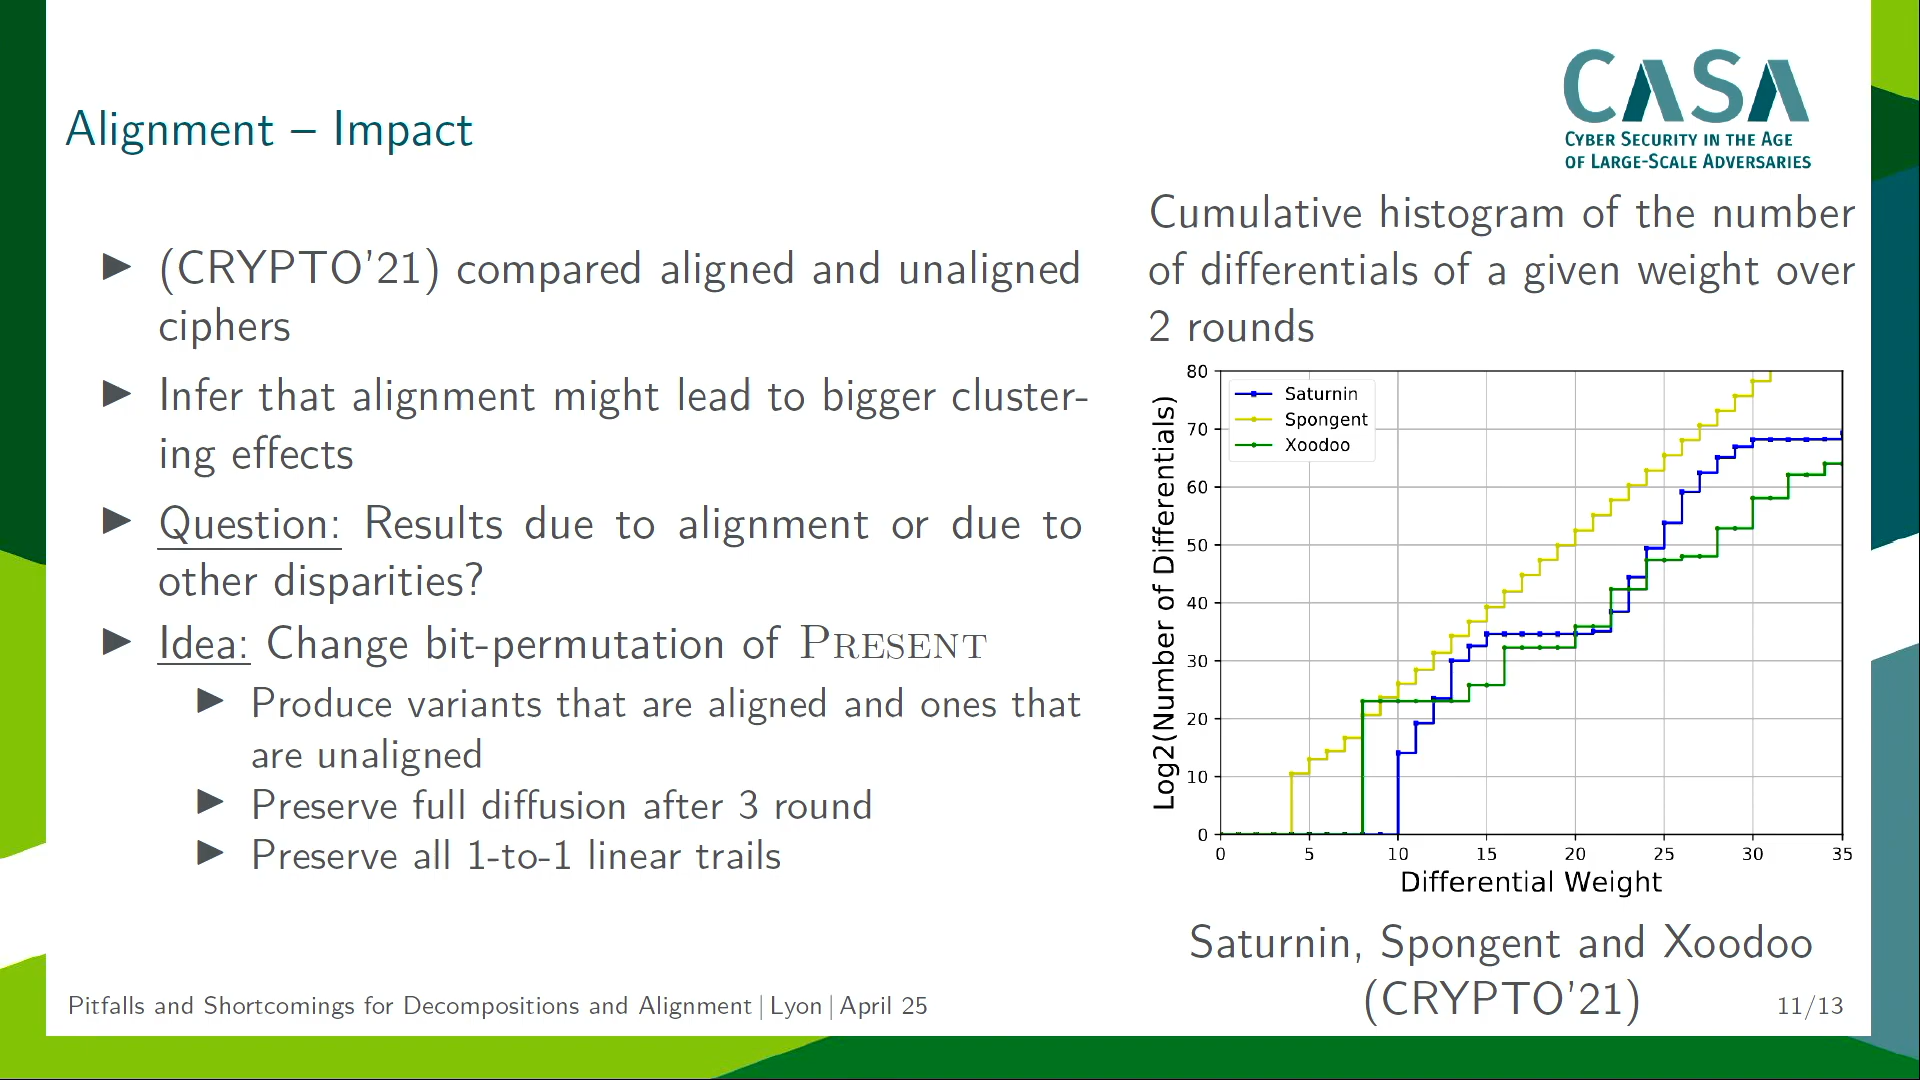 Alignment – Impact
CASA
CYBER SECURITY IN THE AGE
OF LARGE-SCALE ADVERSARIES
▶ (CRYPTO'21) compared aligned and unaligned
ciphers
▶ Infer that alignment might lead to bigger cluster-
ing effects
▶ Question: Results due to alignment or due to
other disparities?
▶ Idea: Change bit-permutation of PRESENT
▶ Produce variants that are aligned and ones that
are unaligned
▶ Preserve full diffusion after 3 round
▶ Preserve all 1-to-1 linear trails
Cumulative histogram of the number
of differentials of a given weight over
2 rounds
Saturnin
Spongent
Xoodoo
Log2(Number of Differentials)
80
70
60
50
40
30
20
10
0
0 5 10 15 20 25 30 35
Differential Weight
Saturnin, Spongent and Xoodoo
(CRYPTO'21)
Pitfalls and Shortcomings for Decompositions and Alignment | Lyon | April 25
11/13